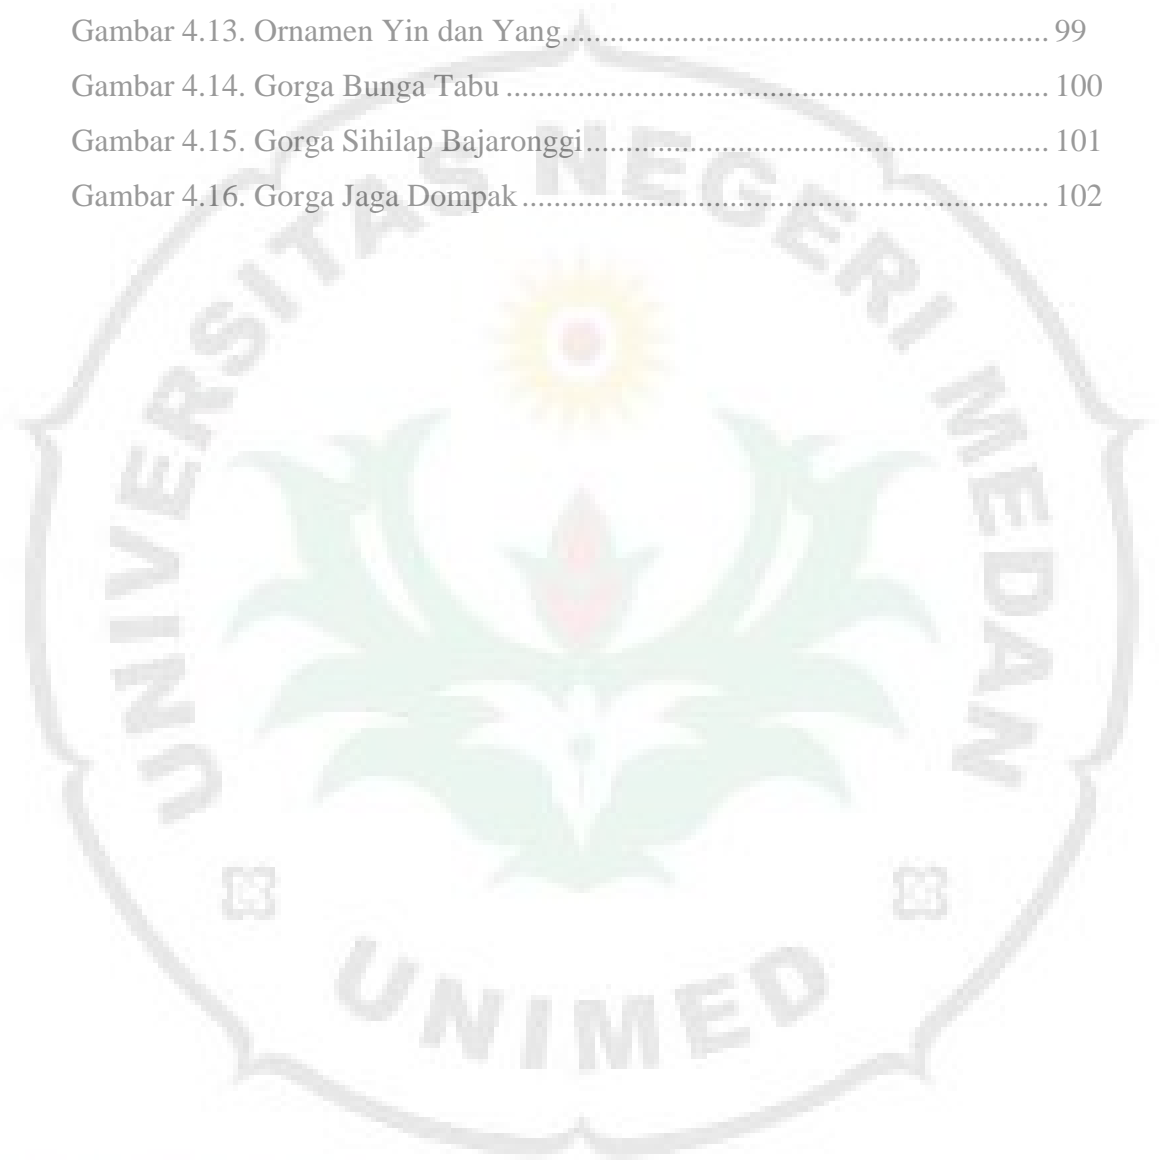 Gambar 4.13. Ornamen Yin dan Yang.............................................................. 99
Gambar 4.14. Gorga Bunga Tabu ..................................................................... 100
Gambar 4.15. Gorga Sihilap Bajaronggi........................................................... 101
Gambar 4.16. Gorga Jaga Dompak ................................................................... 102
UNIVERSITAS NEGERI MEDAN
UNIMED